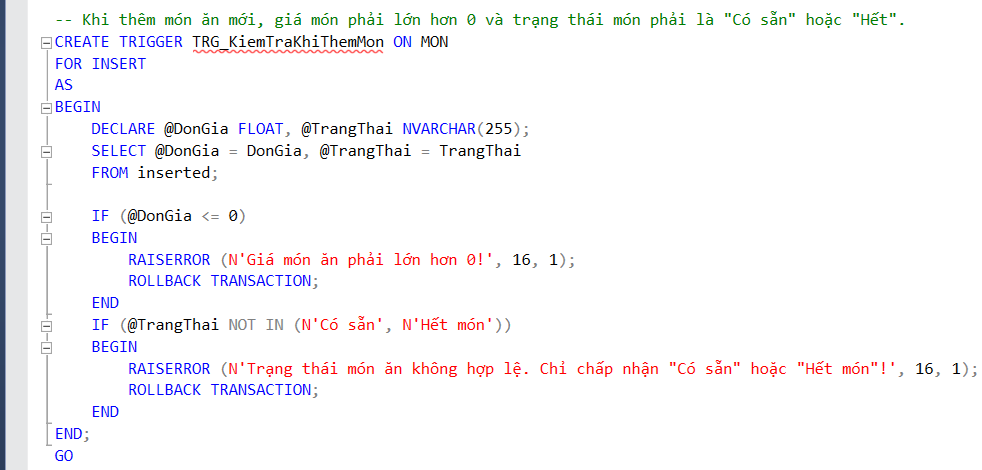 -- Khi thêm món ăn mới, giá món phải lớn hơn 0 và trạng thái món phải là "Có sẵn" hoặc "Hết".
CREATE TRIGGER TRG_KiemTraKhiThemMon ON MON
FOR INSERT
AS
BEGIN
    DECLARE @DonGia FLOAT, @TrangThai NVARCHAR(255);
    SELECT @DonGia = DonGia, @TrangThai = TrangThai
    FROM inserted;

    IF (@DonGia <= 0)
    BEGIN
        RAISERROR (N'Giá món ăn phải lớn hơn 0!', 16, 1);
        ROLLBACK TRANSACTION;
    END
    IF (@TrangThai NOT IN (N'Có sẵn', N'Hết món'))
    BEGIN
        RAISERROR (N'Trạng thái món ăn không hợp lệ. Chỉ chấp nhận "Có sẵn" hoặc "Hết món"!', 16, 1);
        ROLLBACK TRANSACTION;
    END
END;
GO